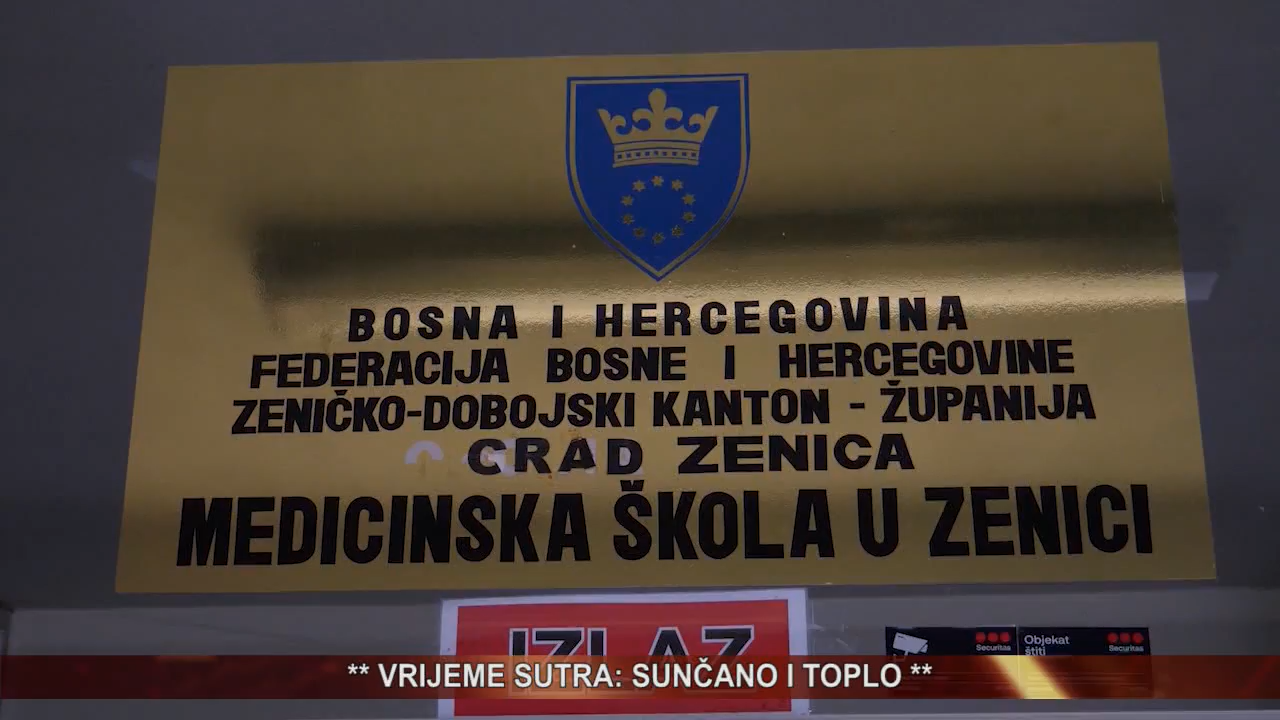 BOSNA I HERCEGOVINA
FEDERACIJA BOSNE I HERCEGOVINE
ZENIČKO-DOBOJSKI KANTON - ŽUPANIJA
GRAD ZENICA
MEDICINSKA ŠKOLA U ZENICI
IZLAZ
Securitas
Objekat
štiti
Securitas
** VRIJEME SUTRA: SUNČANO I TOPLO **